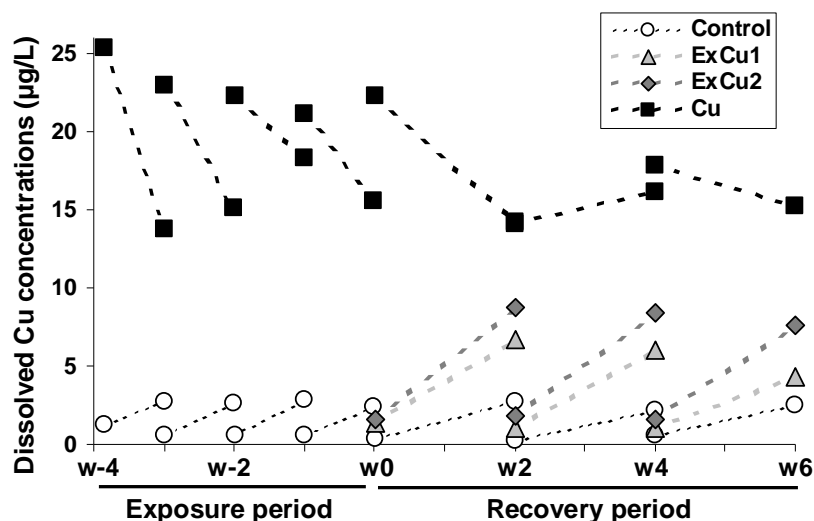 Dissolved Cu concentrations (µg/L)
25
20
15
10
5
0
w-4 w-2 w0 w2 w4 w6
Exposure period Recovery period
Control
ExCu1
ExCu2
Cu